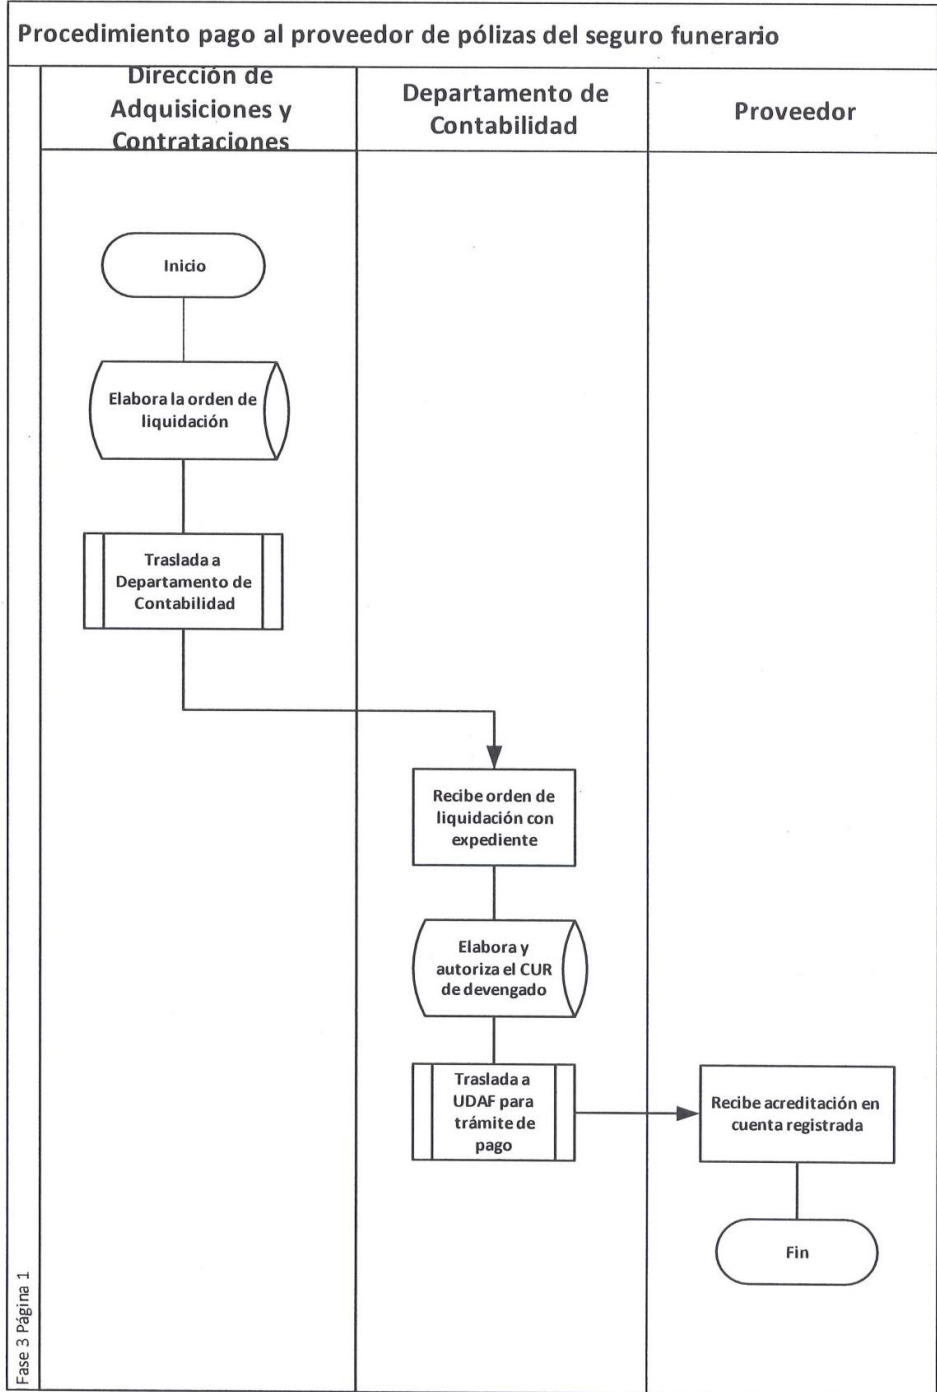 Procedimiento pago al proveedor de pólizas del seguro funerario
Dirección de
Adquisiciones y
Contrataciones
Departamento de
Contabilidad
Proveedor
Inicio
Elabora la orden de
liquidación
Traslada a
Departamento de
Contabilidad
Recibe orden de
liquidación con
expediente
Elabora y
autoriza el CUR
de devengado
Traslada a
UDAF para
trámite de
pago
Recibe acreditación en
cuenta registrada
Fin
Fase 3 Página 1